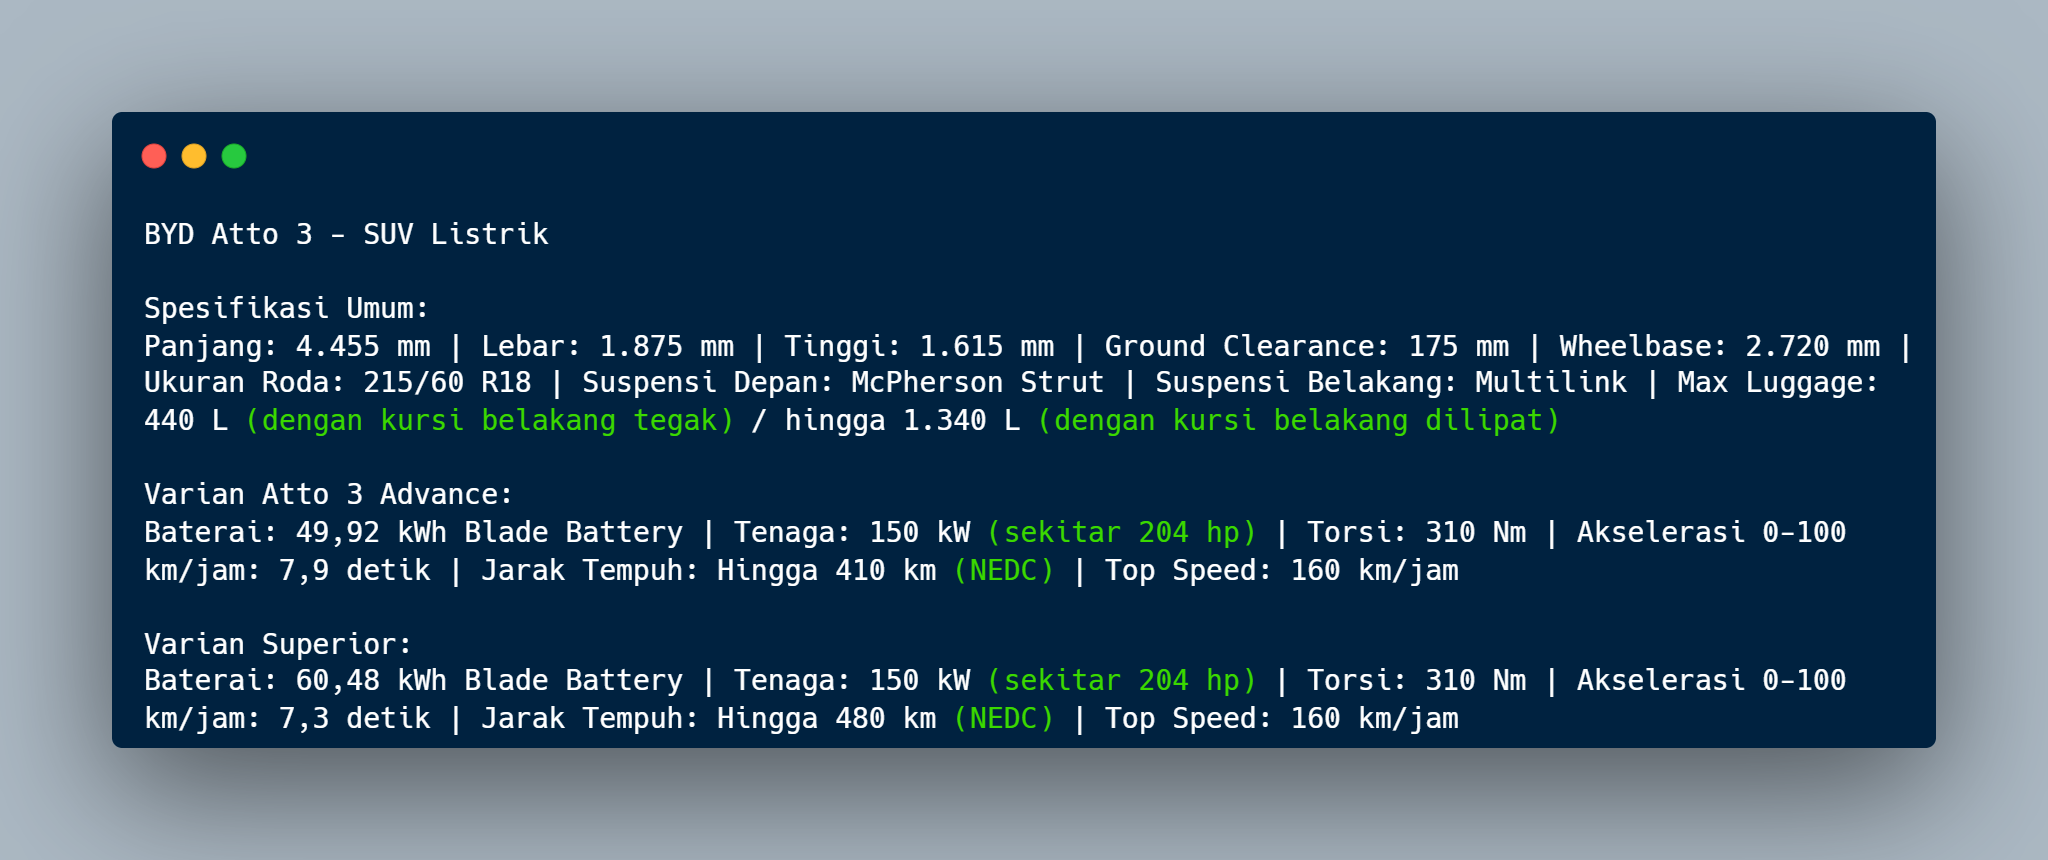 BYD Atto 3 - SUV Listrik
Spesifikasi Umum:
Panjang: 4.455 mm | Lebar: 1.875 mm | Tinggi: 1.615 mm | Ground Clearance: 175 mm | Wheelbase: 2.720 mm |
Ukuran Roda: 215/60 R18 | Suspensi Depan: McPherson Strut | Suspensi Belakang: Multilink | Max Luggage:
440 L (dengan kursi belakang tegak) / hingga 1.340 L (dengan kursi belakang dilipat)
Varian Atto 3 Advance:
Baterai: 49,92 kWh Blade Battery | Tenaga: 150 kW (sekitar 204 hp) | Torsi: 310 Nm | Akselerasi 0-100
km/jam: 7,9 detik | Jarak Tempuh: Hingga 410 km (NEDC) | Top Speed: 160 km/jam
Varian Superior:
Baterai: 60,48 kWh Blade Battery | Tenaga: 150 kW (sekitar 204 hp) | Torsi: 310 Nm | Akselerasi 0-100
km/jam: 7,3 detik | Jarak Tempuh: Hingga 480 km (NEDC) | Top Speed: 160 km/jam